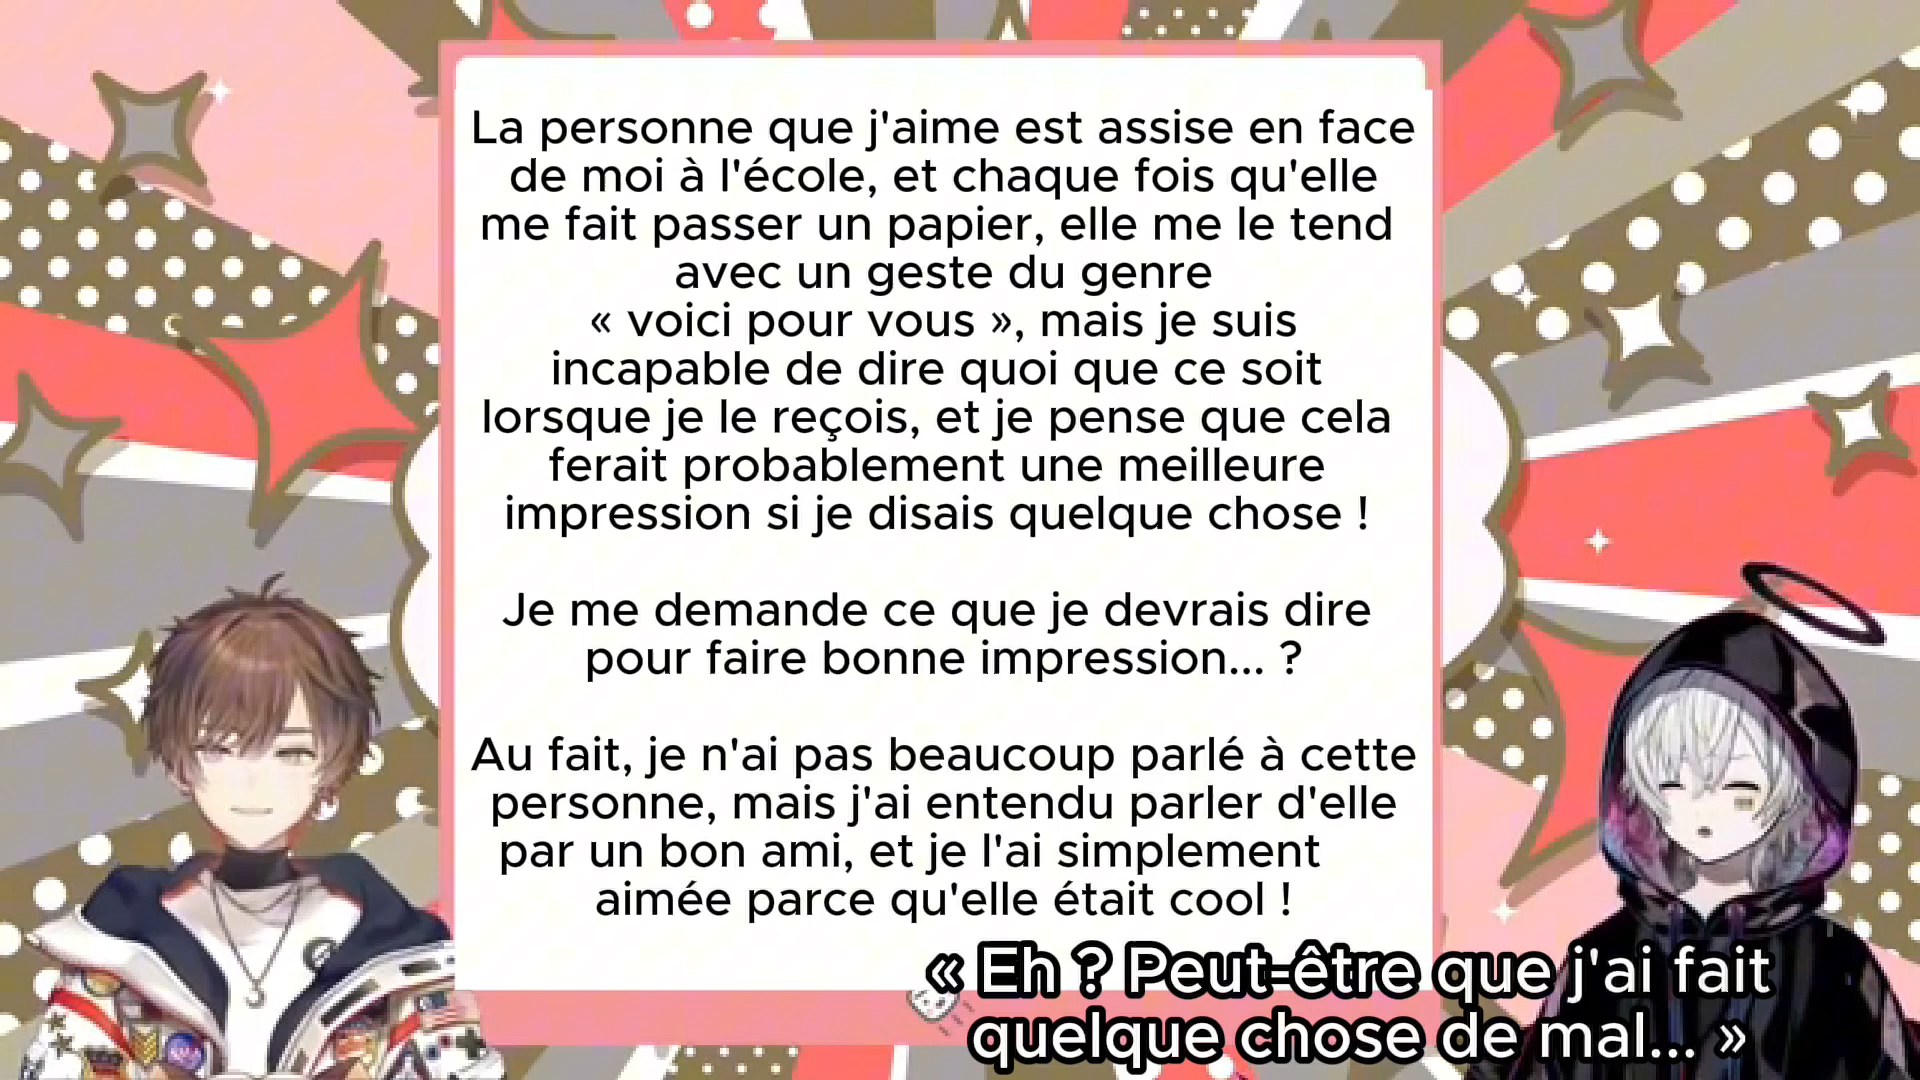 La personne que j'aime est assise en face
de moi à l'école, et chaque fois qu'elle
me fait passer un papier, elle me le tend
avec un geste du genre
« voici pour vous », mais je suis
incapable de dire quoi que ce soit
lorsque je le reçois, et je pense que cela
ferait probablement une meilleure
impression si je disais quelque chose !
Je me demande ce que je devrais dire
pour faire bonne impression... ?
Au fait, je n'ai pas beaucoup parlé à cette
personne, mais j'ai entendu parler d'elle
par un bon ami, et je l'ai simplement
aimée parce qu'elle était cool !
« Eh ? Peut-être que j'ai fait
quelque chose de mal... »